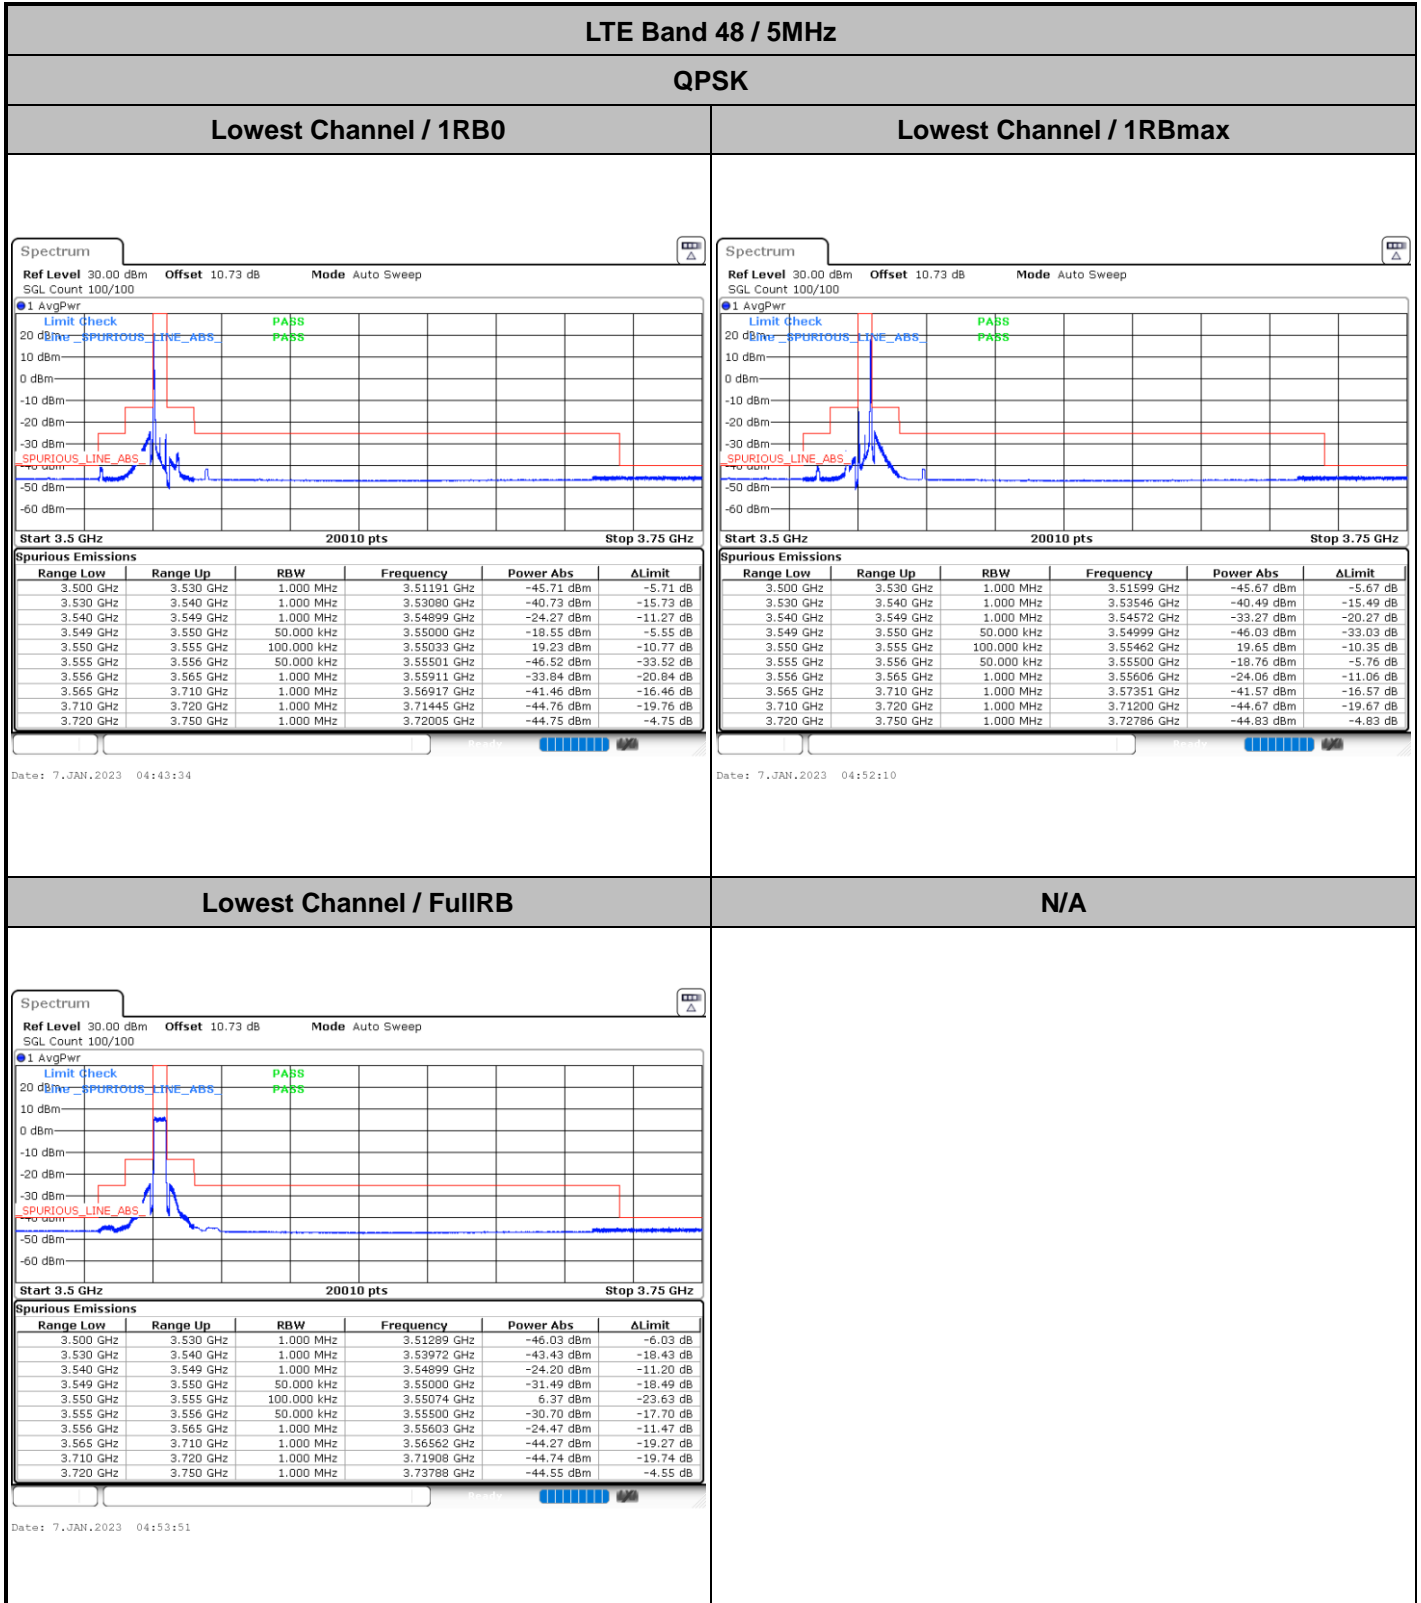 LTE Band 48 / 5MHz
QPSK
Lowest Channel / 1RB0
Lowest Channel / 1RBmax
Spectrum
Ref Level 30.00 dBm Offset 10.73 dB Mode Auto Sweep
SGL Count 100/100
1 AvgPwr
Limit Check PASS
20 dBm Line _SPURIOUS_LINE_ABS_ PASS
10 dBm
0 dBm
-10 dBm
-20 dBm
-30 dBm
_SPURIOUS_LINE_ABS_
-40 dBm
-50 dBm
-60 dBm
Start 3.5 GHz 20010 pts Stop 3.75 GHz
Spurious Emissions
Range Low Range Up RBW Frequency Power Abs ΔLimit
3.500 GHz 3.530 GHz 1.000 MHz 3.51191 GHz -45.71 dBm -5.71 dB
3.530 GHz 3.540 GHz 1.000 MHz 3.53080 GHz -40.73 dBm -15.73 dB
3.540 GHz 3.549 GHz 1.000 MHz 3.54899 GHz -24.27 dBm -11.27 dB
3.549 GHz 3.550 GHz 50.000 kHz 3.55000 GHz -18.55 dBm -5.55 dB
3.550 GHz 3.555 GHz 100.000 kHz 3.55033 GHz 19.23 dBm -10.77 dB
3.555 GHz 3.556 GHz 50.000 kHz 3.55501 GHz -46.52 dBm -33.52 dB
3.556 GHz 3.565 GHz 1.000 MHz 3.55911 GHz -33.84 dBm -20.84 dB
3.565 GHz 3.710 GHz 1.000 MHz 3.56917 GHz -41.46 dBm -16.46 dB
3.710 GHz 3.720 GHz 1.000 MHz 3.71445 GHz -44.76 dBm -19.76 dB
3.720 GHz 3.750 GHz 1.000 MHz 3.72005 GHz -44.75 dBm -4.75 dB
Ready
Date: 7.JAN.2023 04:43:34
Spectrum
Ref Level 30.00 dBm Offset 10.73 dB Mode Auto Sweep
SGL Count 100/100
1 AvgPwr
Limit Check PASS
20 dBm Line _SPURIOUS_LINE_ABS_ PASS
10 dBm
0 dBm
-10 dBm
-20 dBm
-30 dBm
_SPURIOUS_LINE_ABS_
-40 dBm
-50 dBm
-60 dBm
Start 3.5 GHz 20010 pts Stop 3.75 GHz
Spurious Emissions
Range Low Range Up RBW Frequency Power Abs ΔLimit
3.500 GHz 3.530 GHz 1.000 MHz 3.51599 GHz -45.67 dBm -5.67 dB
3.530 GHz 3.540 GHz 1.000 MHz 3.53546 GHz -40.49 dBm -15.49 dB
3.540 GHz 3.549 GHz 1.000 MHz 3.54572 GHz -33.27 dBm -20.27 dB
3.549 GHz 3.550 GHz 50.000 kHz 3.54999 GHz -46.03 dBm -33.03 dB
3.550 GHz 3.555 GHz 100.000 kHz 3.55462 GHz 19.65 dBm -10.35 dB
3.555 GHz 3.556 GHz 50.000 kHz 3.55500 GHz -18.76 dBm -5.76 dB
3.556 GHz 3.565 GHz 1.000 MHz 3.55606 GHz -24.06 dBm -11.06 dB
3.565 GHz 3.710 GHz 1.000 MHz 3.57351 GHz -41.57 dBm -16.57 dB
3.710 GHz 3.720 GHz 1.000 MHz 3.71200 GHz -44.67 dBm -19.67 dB
3.720 GHz 3.750 GHz 1.000 MHz 3.72786 GHz -44.83 dBm -4.83 dB
Ready
Date: 7.JAN.2023 04:52:10
Lowest Channel / FullRB
N/A
Spectrum
Ref Level 30.00 dBm Offset 10.73 dB Mode Auto Sweep
SGL Count 100/100
1 AvgPwr
Limit Check PASS
20 dBm Line _SPURIOUS_LINE_ABS_ PASS
10 dBm
0 dBm
-10 dBm
-20 dBm
-30 dBm
_SPURIOUS_LINE_ABS_
-40 dBm
-50 dBm
-60 dBm
Start 3.5 GHz 20010 pts Stop 3.75 GHz
Spurious Emissions
Range Low Range Up RBW Frequency Power Abs ΔLimit
3.500 GHz 3.530 GHz 1.000 MHz 3.51289 GHz -46.03 dBm -6.03 dB
3.530 GHz 3.540 GHz 1.000 MHz 3.53972 GHz -43.43 dBm -18.43 dB
3.540 GHz 3.549 GHz 1.000 MHz 3.54899 GHz -24.20 dBm -11.20 dB
3.549 GHz 3.550 GHz 50.000 kHz 3.55000 GHz -31.49 dBm -18.49 dB
3.550 GHz 3.555 GHz 100.000 kHz 3.55074 GHz 6.37 dBm -23.63 dB
3.555 GHz 3.556 GHz 50.000 kHz 3.55500 GHz -30.70 dBm -17.70 dB
3.556 GHz 3.565 GHz 1.000 MHz 3.55603 GHz -24.47 dBm -11.47 dB
3.565 GHz 3.710 GHz 1.000 MHz 3.56562 GHz -44.27 dBm -19.27 dB
3.710 GHz 3.720 GHz 1.000 MHz 3.71908 GHz -44.74 dBm -19.74 dB
3.720 GHz 3.750 GHz 1.000 MHz 3.73788 GHz -44.55 dBm -4.55 dB
Ready
Date: 7.JAN.2023 04:53:51